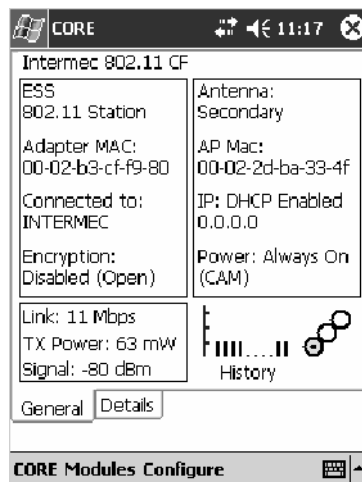 CORE 11:17
Intermec 802.11 CF
ESS
802.11 Station
Adapter MAC:
00-02-b3-cf-f9-80
Connected to:
INTERMEC
Encryption:
Disabled (Open)
Antenna:
Secondary
AP Mac:
00-02-2d-ba-33-4f
IP: DHCP Enabled
0.0.0.0
Power: Always On
(CAM)
Link: 11 Mbps
TX Power: 63 mW
Signal: -80 dBm
History
General Details
CORE Modules Configure